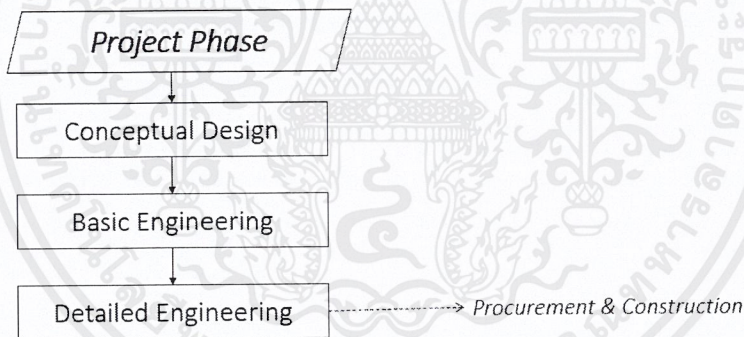 Project Phase
Conceptual Design
Basic Engineering
Detailed Engineering
Procurement & Construction